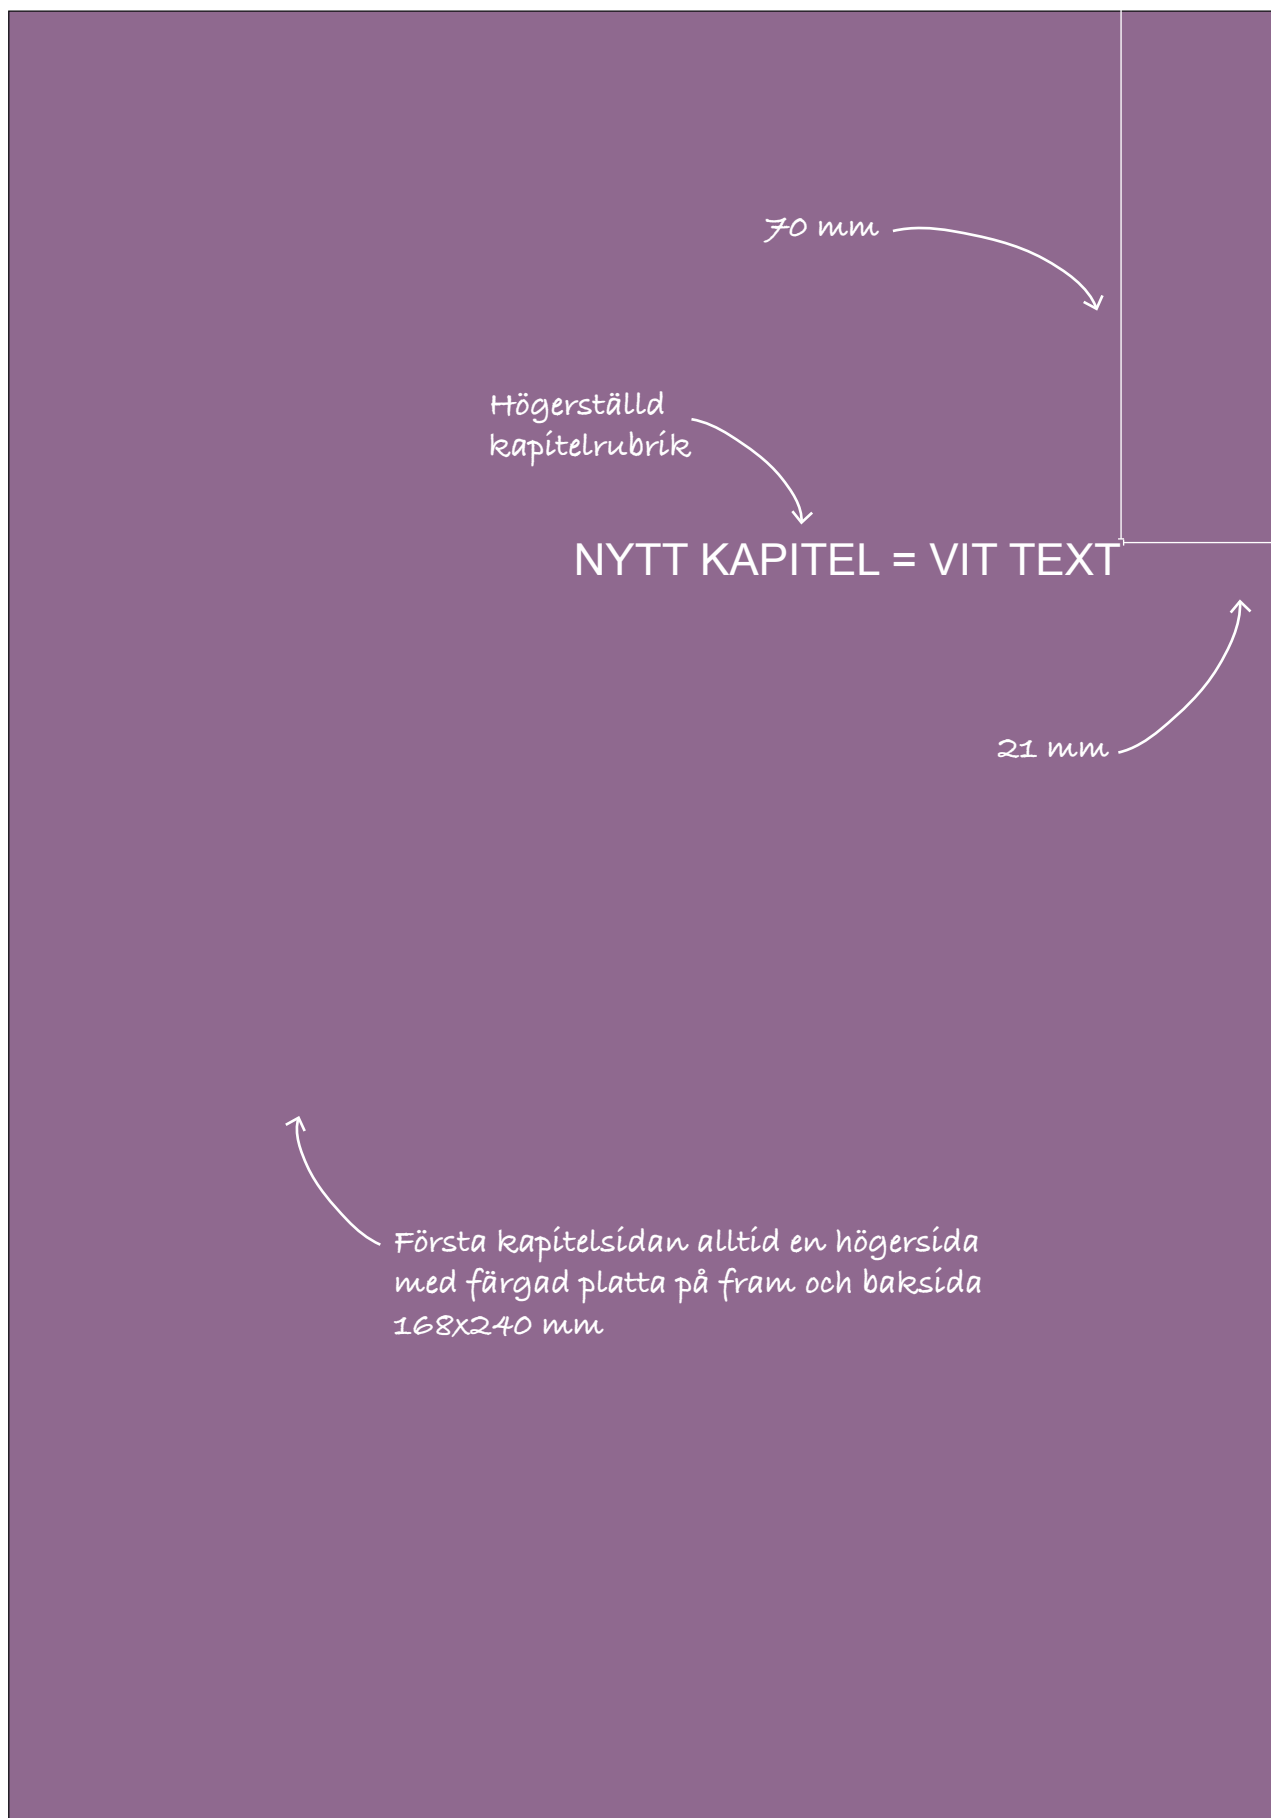 70 mm
Högerställd
kapitelrubrik
NYTT KAPITEL = VIT TEXT
21 mm
Första kapitelsidan alltid en högersida
med färgad platta på fram och baksida
168x240 mm